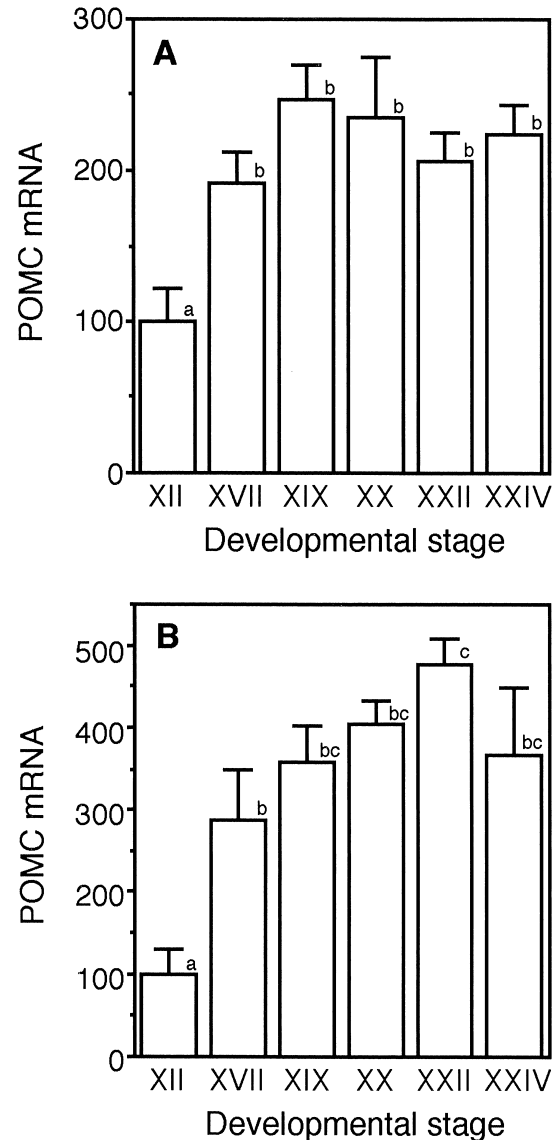 300
A
b
b
b
b
b
200
POMC mRNA
a
100
0
XII XVII XIX XX XXII XXIV
Developmental stage
B
500
c
bc
bc
bc
400
POMC mRNA
b
300
200
a
100
0
XII XVII XIX XX XXII XXIV
Developmental stage